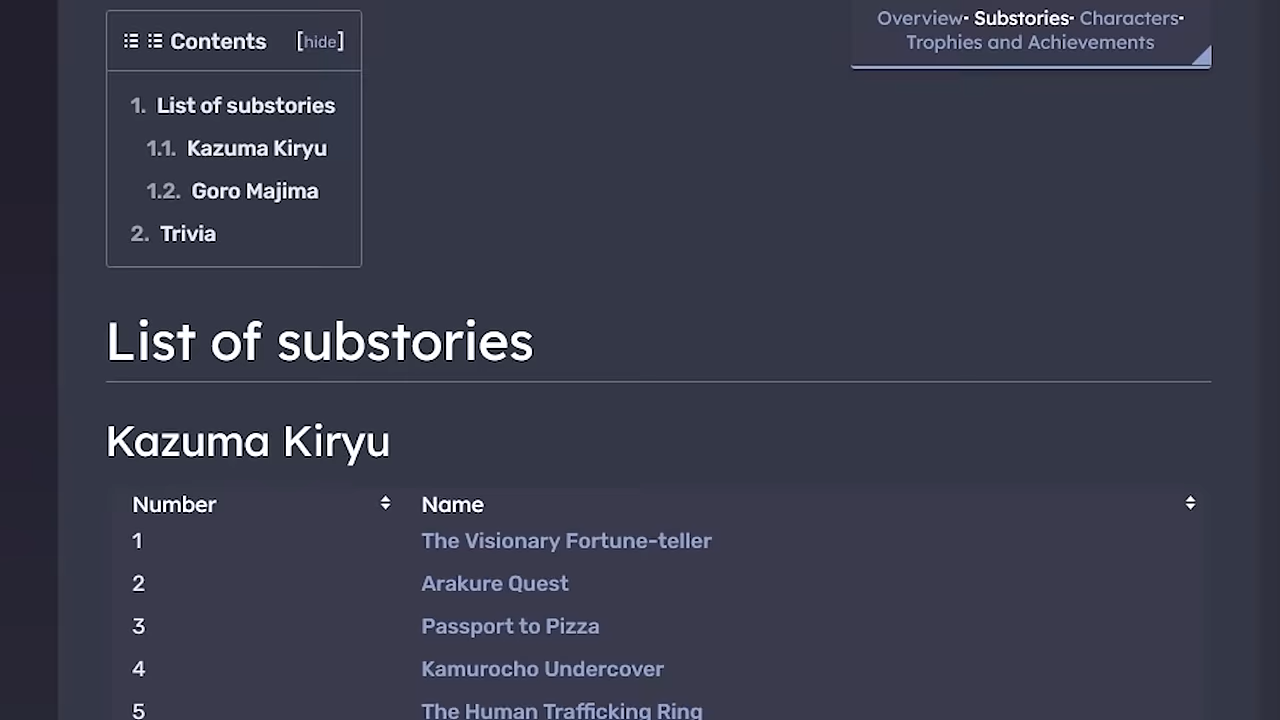 Overview• Substories• Characters•
Trophies and Achievements
Contents [hide]
1. List of substories
1.1. Kazuma Kiryu
1.2. Goro Majima
2. Trivia
List of substories
Kazuma Kiryu
Number Name
1 The Visionary Fortune-teller
2 Arakure Quest
3 Passport to Pizza
4 Kamurocho Undercover
5 The Human Trafficking Ring